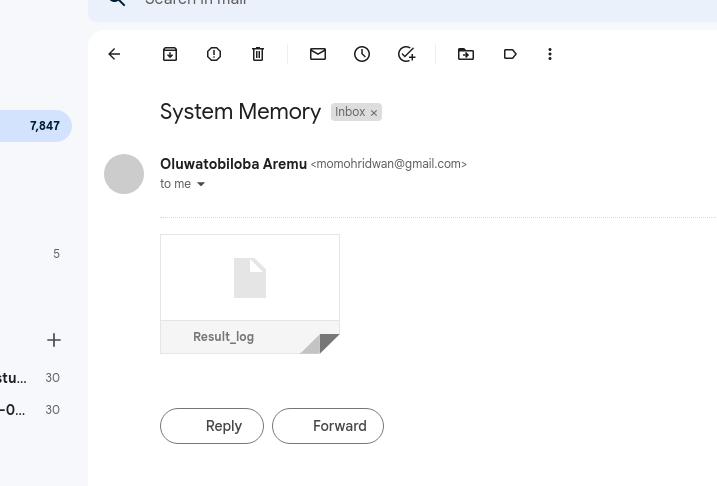 Search in mail
7,847
System Memory
Inbox ×
Oluwatobiloba Aremu <momohridwan@gmail.com>
to me
5
Result_log
stu... 30
-0... 30
Reply
Forward